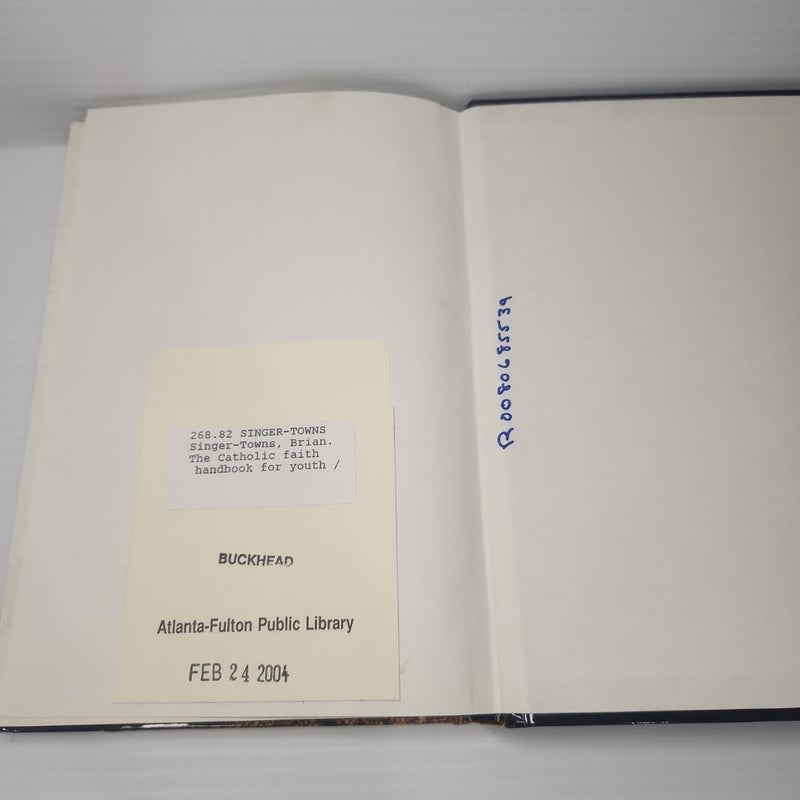 268.82 SINGER-TOWNS
Singer-Towns, Brian.
The Catholic faith
handbook for youth /
BUCKHEAD
Atlanta-Fulton Public Library
FEB 24 2004
R0080685539